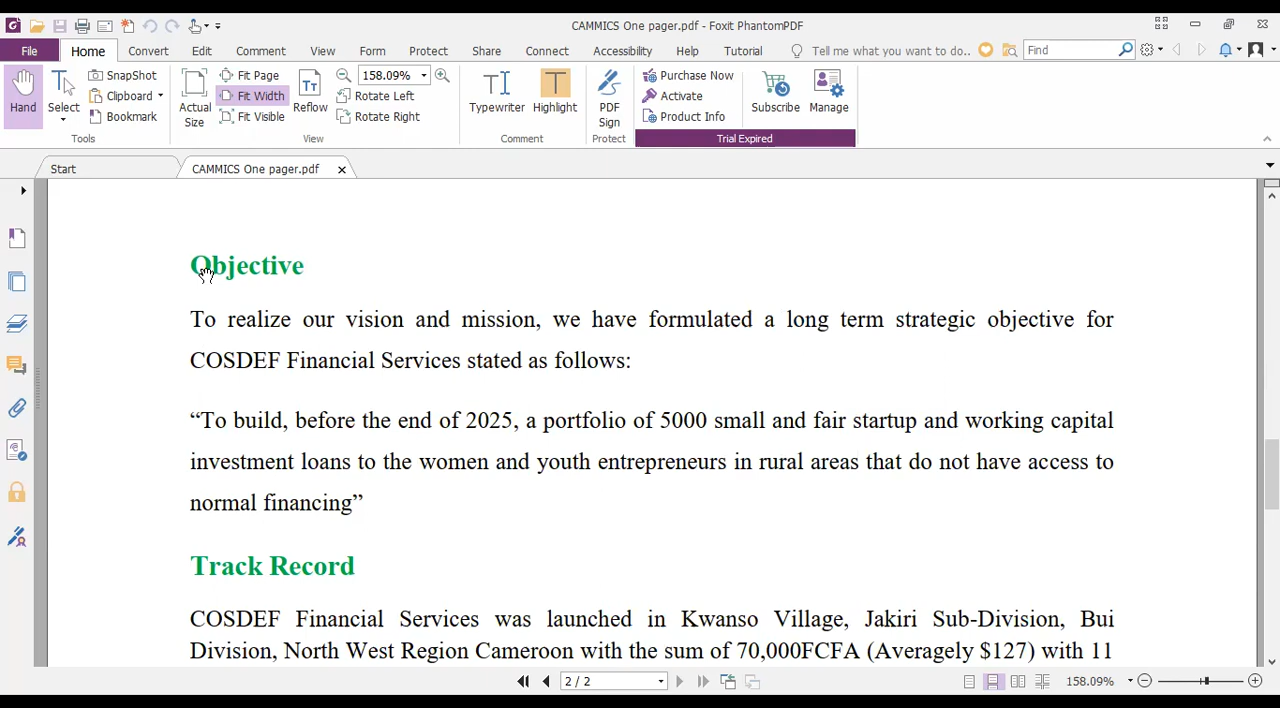 CAMMICS One pager.pdf - Foxit PhantomPDF
File Home Convert Edit Comment View Form Protect Share Connect Accessibility Help Tutorial Tell me what you want to do.. Find
Hand
Select
SnapShot
Clipboard
Bookmark
Tools
Actual
Size
Fit Page
Fit Width
Fit Visible
Reflow
158.09%
Rotate Left
Rotate Right
View
Typewriter
Highlight
Comment
PDF
Sign
Protect
Purchase Now
Activate
Product Info
Subscribe
Manage
Trial Expired
Start
CAMMICS One pager.pdf
Objective
To realize our vision and mission, we have formulated a long term strategic objective for
COSDEF Financial Services stated as follows:
“To build, before the end of 2025, a portfolio of 5000 small and fair startup and working capital
investment loans to the women and youth entrepreneurs in rural areas that do not have access to
normal financing”
Track Record
COSDEF Financial Services was launched in Kwanso Village, Jakiri Sub-Division, Bui
Division, North West Region Cameroon with the sum of 70,000FCFA (Averagely $127) with 11
2 / 2
158.09%